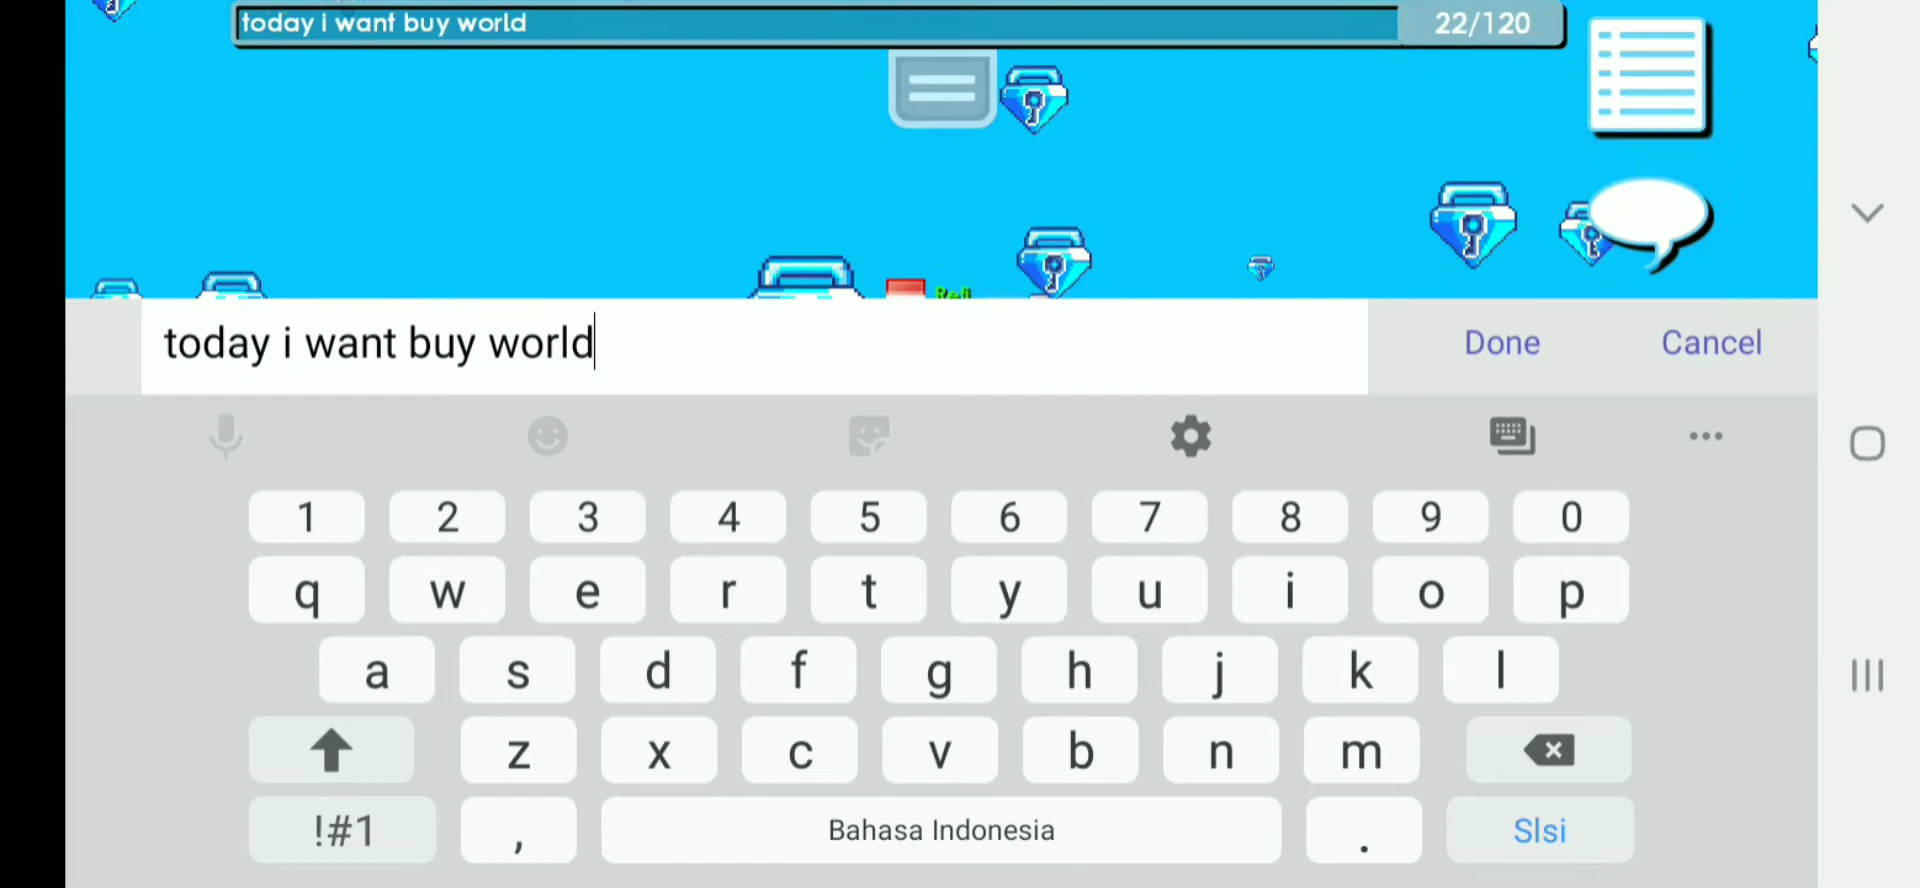 today i want buy world 22/120
today i want buy world Done Cancel
1 2 3 4 5 6 7 8 9 0
q w e r t y u i o p
a s d f g h j k l
z x c v b n m
!#1 , Bahasa Indonesia . Slsi